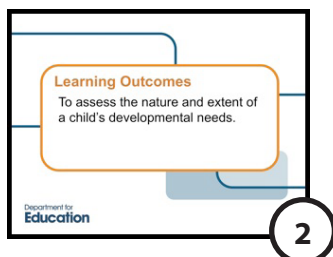 Learning Outcomes
To assess the nature and extent of
a child's developmental needs.
Department for
Education
2